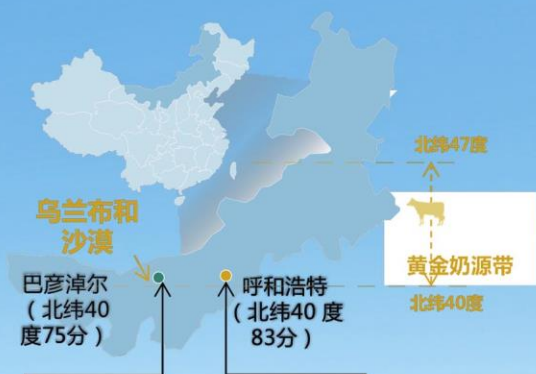 北纬47度
乌兰布和
沙漠
黄金奶源带
巴彦淖尔
（北纬40
度75分）
呼和浩特
（北纬40 度
83分）
北纬40度